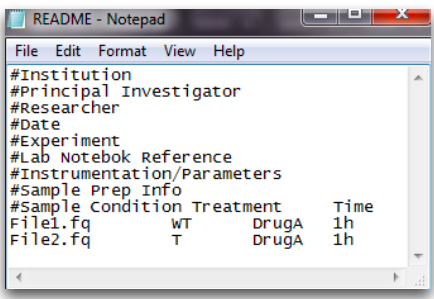 README - Notepad
File Edit Format View Help
#Institution
#Principal Investigator
#Researcher
#Date
#Experiment
#Lab Notebok Reference
#Instrumentation/Parameters
#Sample Prep Info
#Sample Condition Treatment Time
File1.fq WT DrugA 1h
File2.fq T DrugA 1h